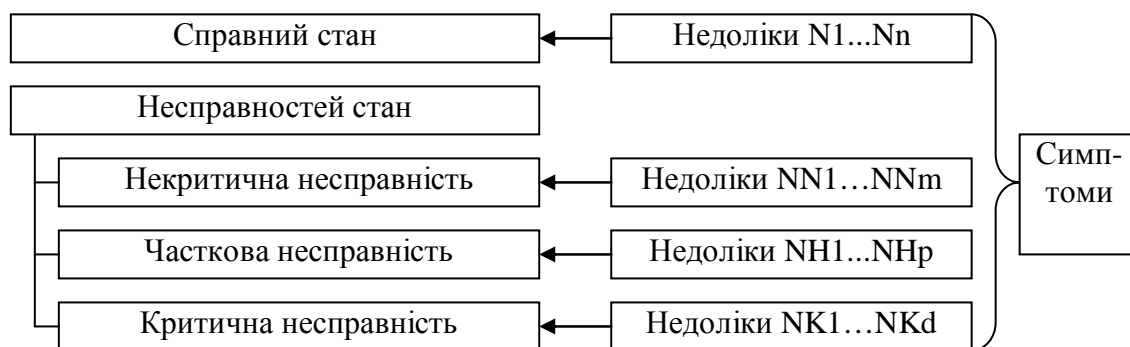 Справний стан
Недоліки N1...Nn
Несправностей стан
Некритична несправність
Недоліки NN1…NNm
Часткова несправність
Недоліки NH1...NHp
Критична несправність
Недоліки NK1…NKd
Симп-
томи